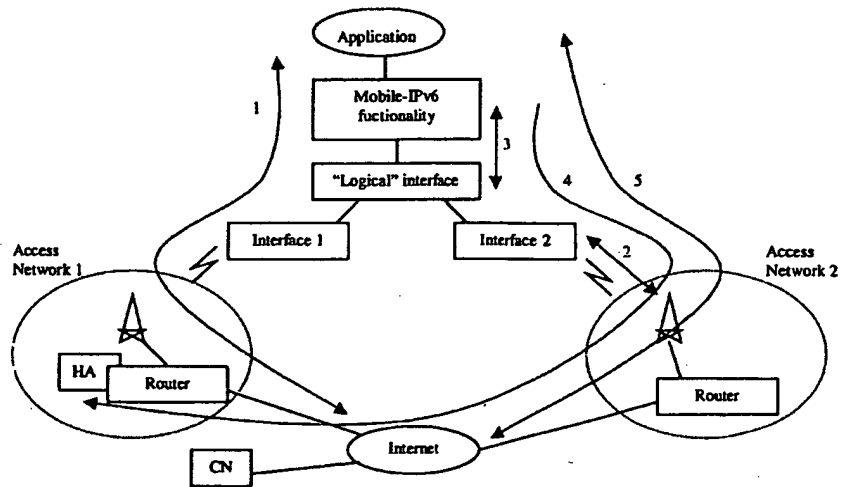 Application
1
Mobile-IPv6
fuctionality
3
"Logical" interface
4
5
Interface 1
Interface 2
2
Access
Network 1
Access
Network 2
HA
Router
Router
Internet
CN